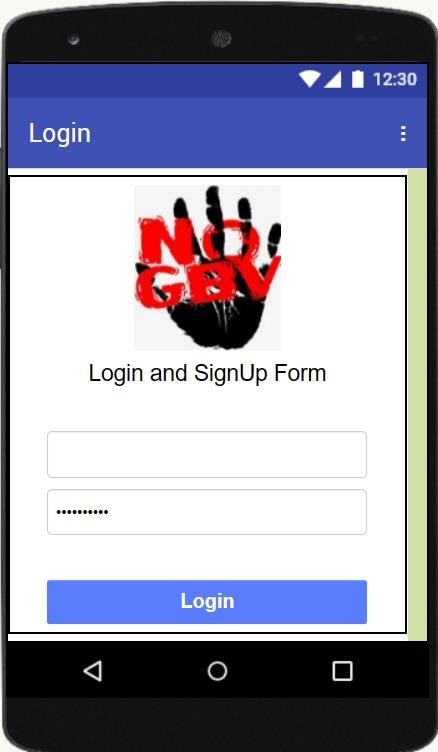 12:30
Login
NO
GBV
Login and SignUp Form
••••••••••
Login